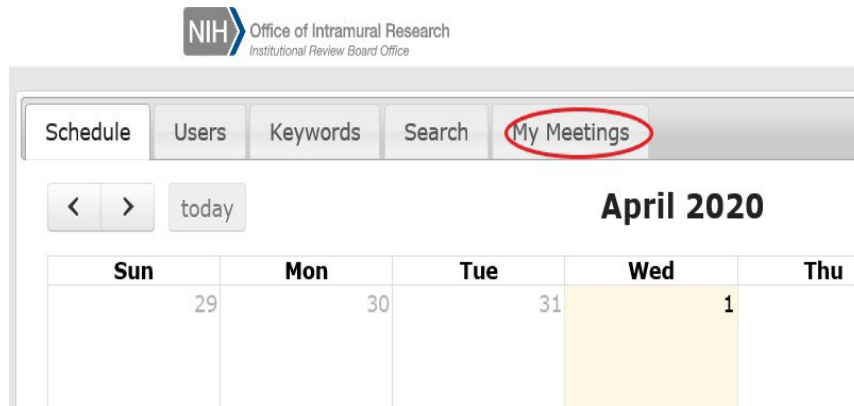 NIH Office of Intramural Research
Institutional Review Board Office
Schedule Users Keywords Search My Meetings
< > today April 2020
Sun Mon Tue Wed Thu
29 30 31 1